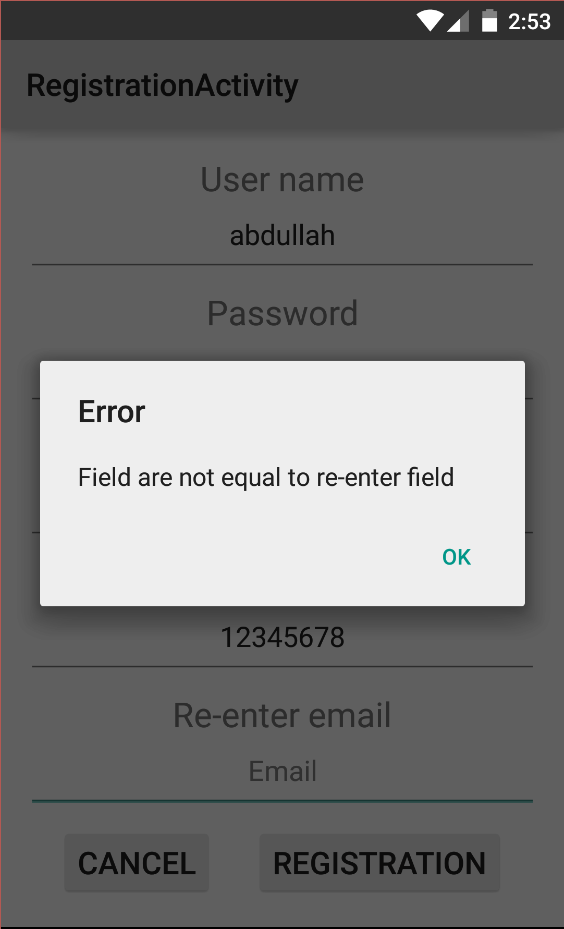 2:53
RegistrationActivity
User name
abdullah
Password
Error
Field are not equal to re-enter field
OK
12345678
Re-enter email
Email
CANCEL REGISTRATION